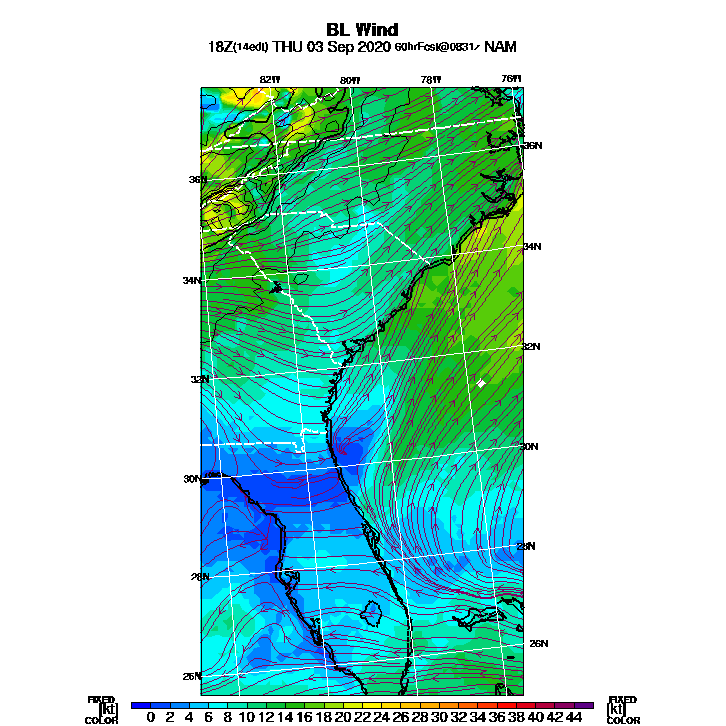 BL Wind
18Z(14edt) THU 03 Sep 2020 60hrFcst@0831z NAM
82W 80W 78W 76W
36N
36N
34N
34N
32N
32N
30N
30N
28N
28N
26N
26N
FIXED FIXED
[kt] 0 2 4 6 8 10 12 14 16 18 20 22 24 26 28 30 32 34 36 38 40 42 44 [kt]
COLOR COLOR